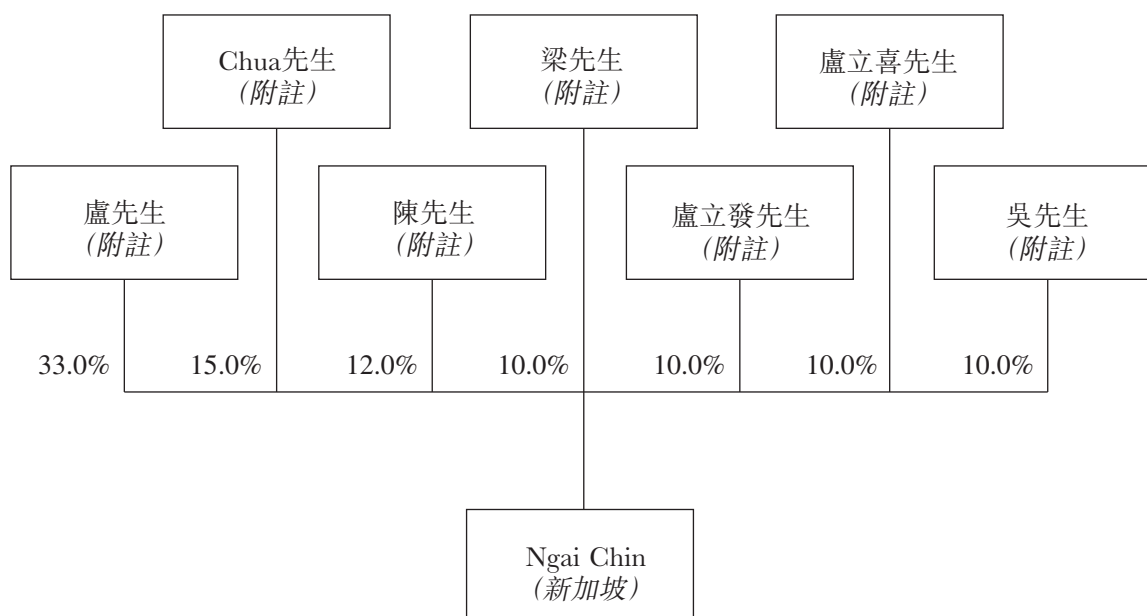 Chua先生
(附註)
梁先生
(附註)
盧立喜先生
(附註)
盧先生
(附註)
陳先生
(附註)
盧立發先生
(附註)
吳先生
(附註)
33.0%
15.0%
12.0%
10.0%
10.0%
10.0%
10.0%
Ngai Chin
(新加坡)